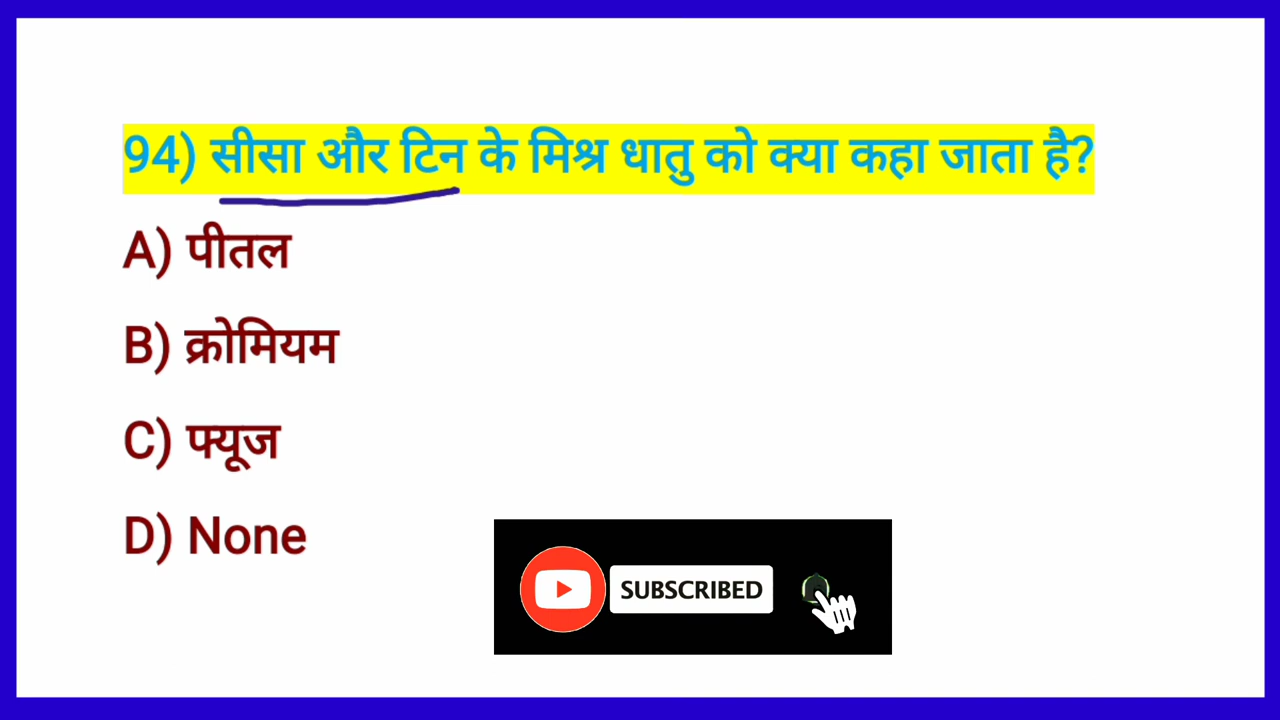 94) सीसा और टिन के मिश्र धातु को क्या कहा जाता है?
A) पीतल
B) क्रोमियम
C) फ्यूज
D) None
SUBSCRIBED